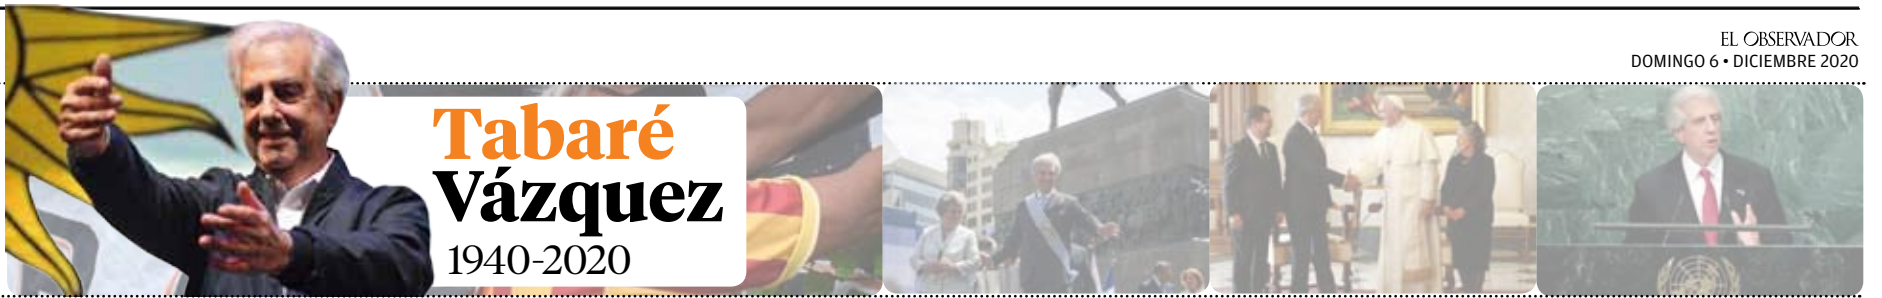 EL OBSERVADOR
DOMINGO 6 • DICIEMBRE 2020
Tabaré
Vázquez
1940-2020